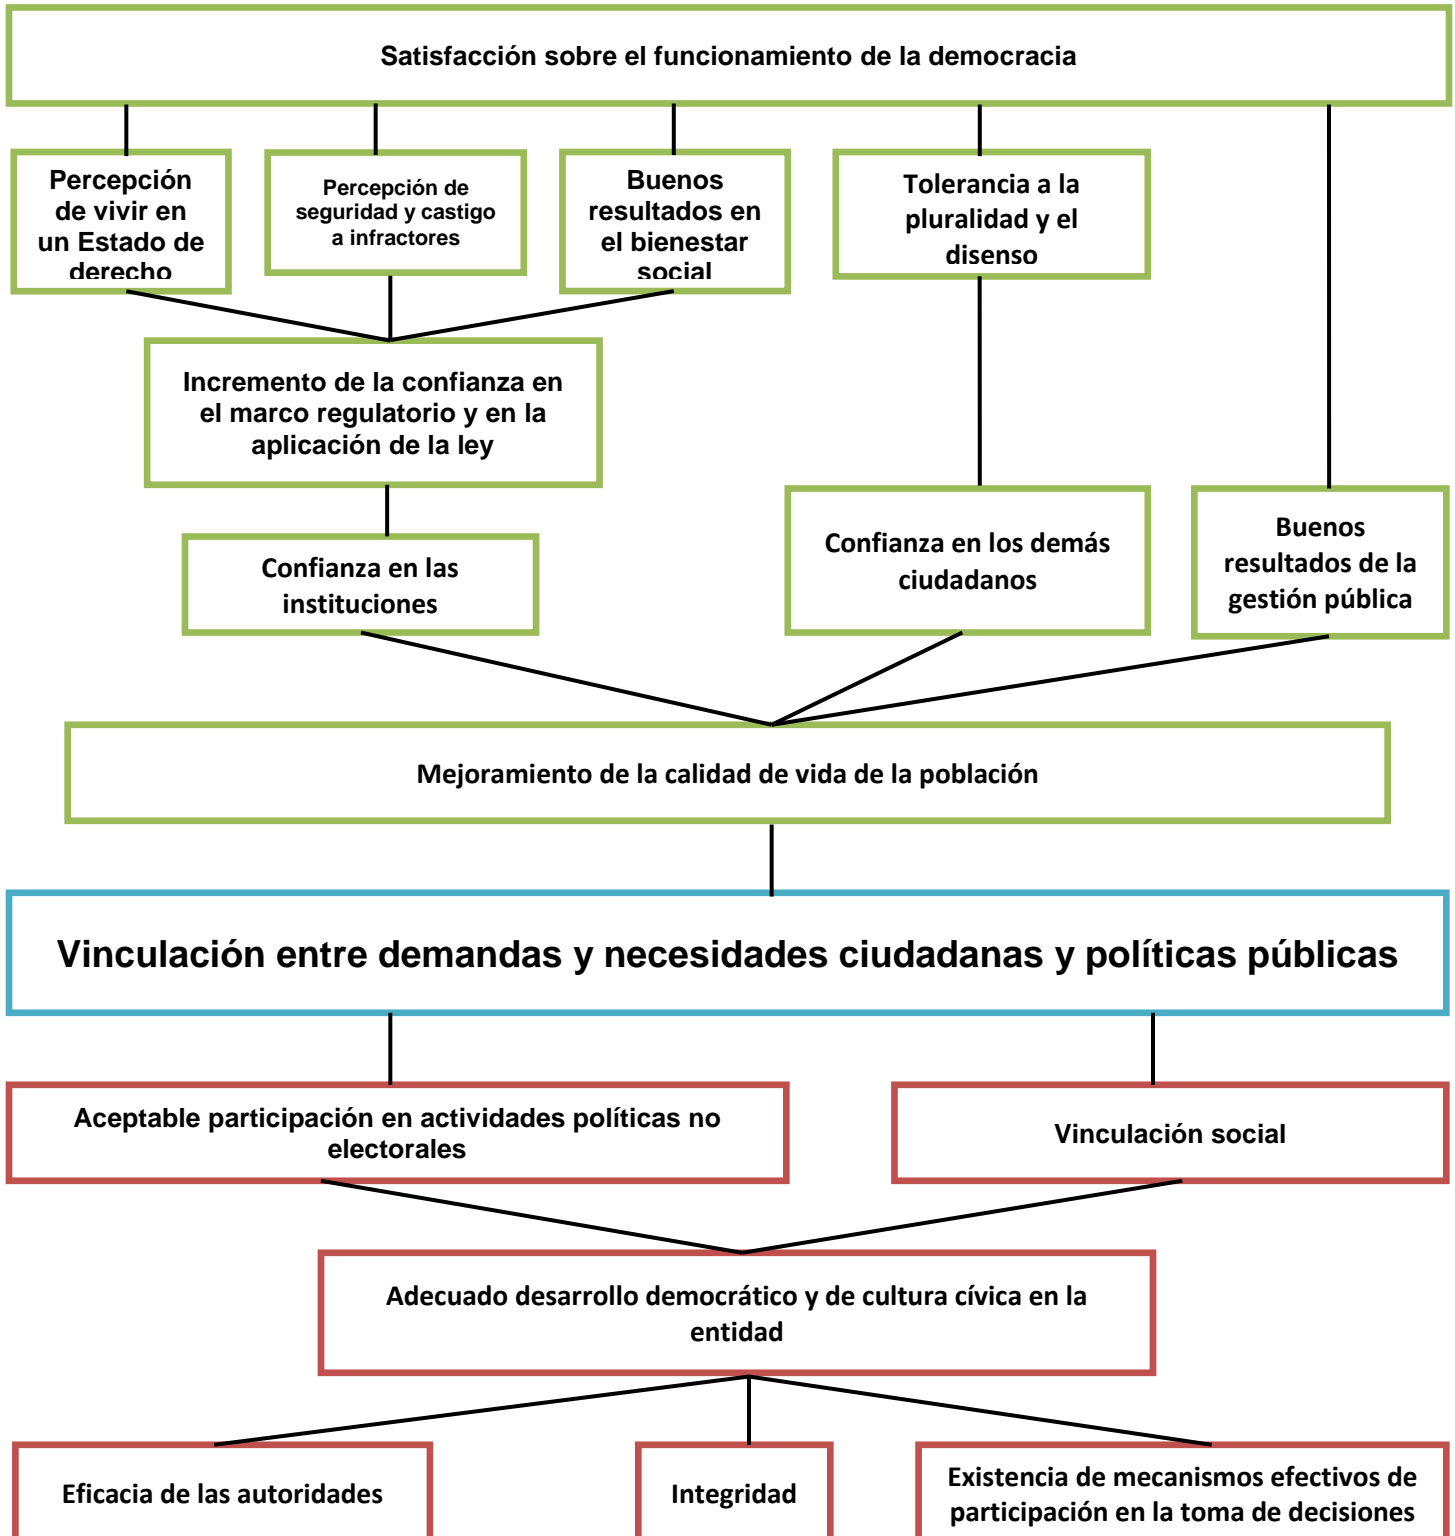 Satisfacción sobre el funcionamiento de la democracia
Percepción
de vivir en
un Estado de
derecho
Percepción de
seguridad y castigo
a infractores
Buenos
resultados en
el bienestar
social
Tolerancia a la
pluralidad y el
disenso
Incremento de la confianza en
el marco regulatorio y en la
aplicación de la ley
Confianza en las
instituciones
Confianza en los demás
ciudadanos
Buenos
resultados de la
gestión pública
Mejoramiento de la calidad de vida de la población
Vinculación entre demandas y necesidades ciudadanas y políticas públicas
Aceptable participación en actividades políticas no
electorales
Vinculación social
Adecuado desarrollo democrático y de cultura cívica en la
entidad
Eficacia de las autoridades
Integridad
Existencia de mecanismos efectivos de
participación en la toma de decisiones